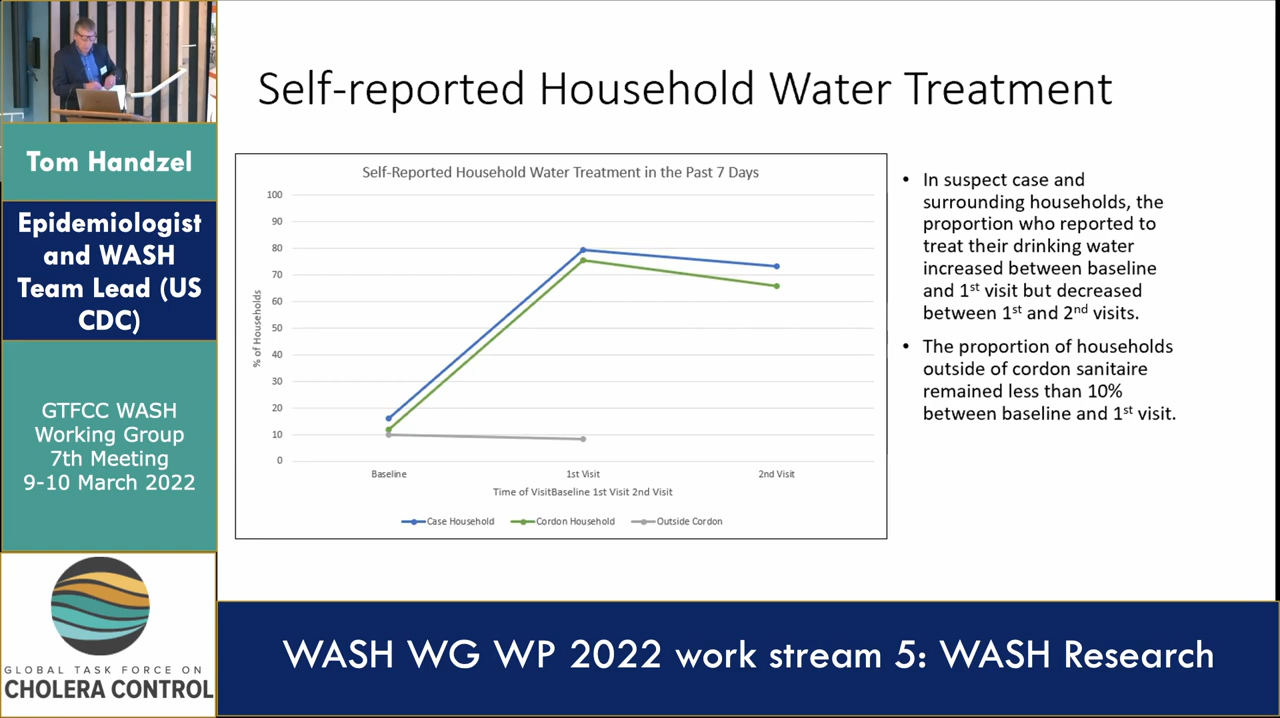 Tom Handzel
Epidemiologist
and WASH
Team Lead (US
CDC)
GTFCC WASH
Working Group
7th Meeting
9-10 March 2022
GLOBAL TASK FORCE ON
CHOLERA CONTROL
Self-reported Household Water Treatment
Self-Reported Household Water Treatment in the Past 7 Days
100
90
80
70
60
50
40
30
20
10
0
% of Households
Baseline
1st Visit
2nd Visit
Time of VisitBaseline 1st Visit 2nd Visit
Case Household
Cordon Household
Outside Cordon
• In suspect case and
surrounding households, the
proportion who reported to
treat their drinking water
increased between baseline
and 1st visit but decreased
between 1st and 2nd visits.
• The proportion of households
outside of cordon sanitaire
remained less than 10%
between baseline and 1st visit.
WASH WG WP 2022 work stream 5: WASH Research